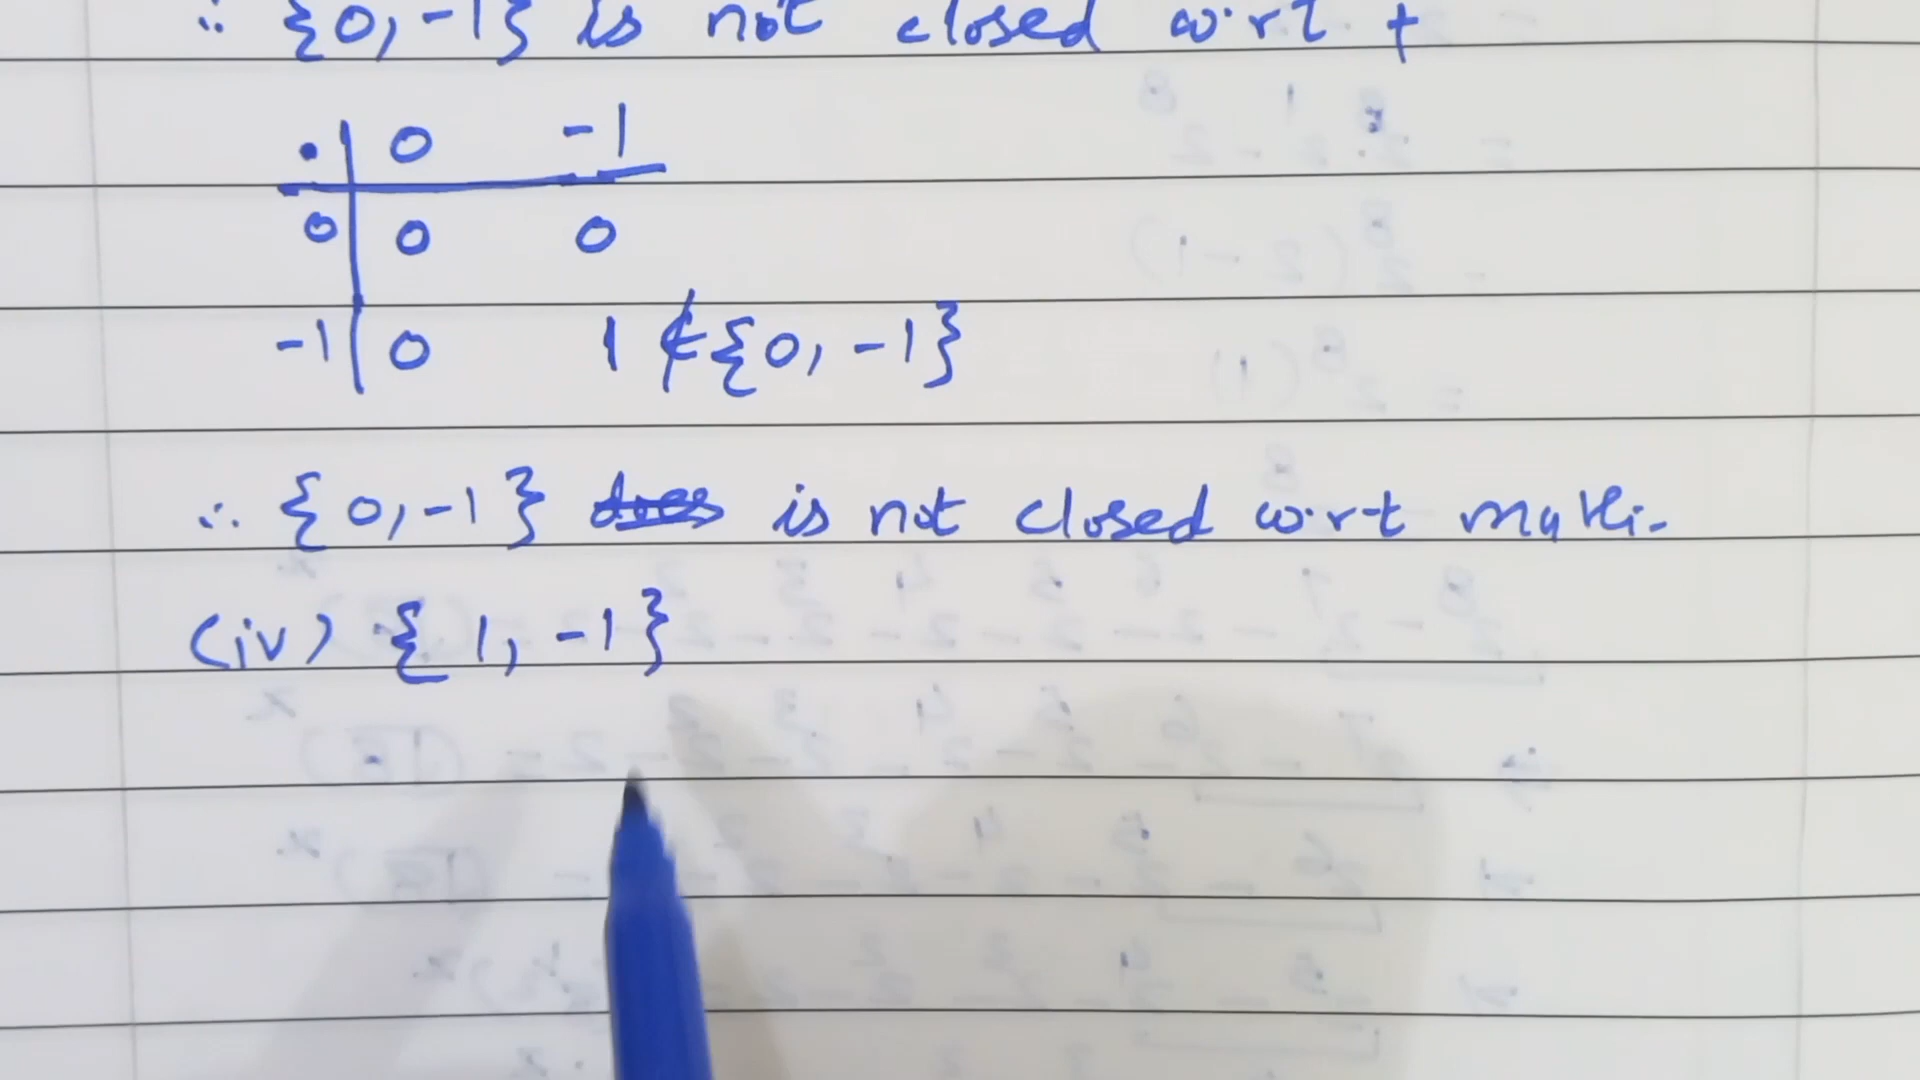 ∴ {0, -1} is not closed w.r.t +
· | 0 -1
0 | 0 0
-1 | 0 1 ∉ {0, -1}
∴ {0, -1} is not closed w.r.t multi.
(iv) {1, -1}